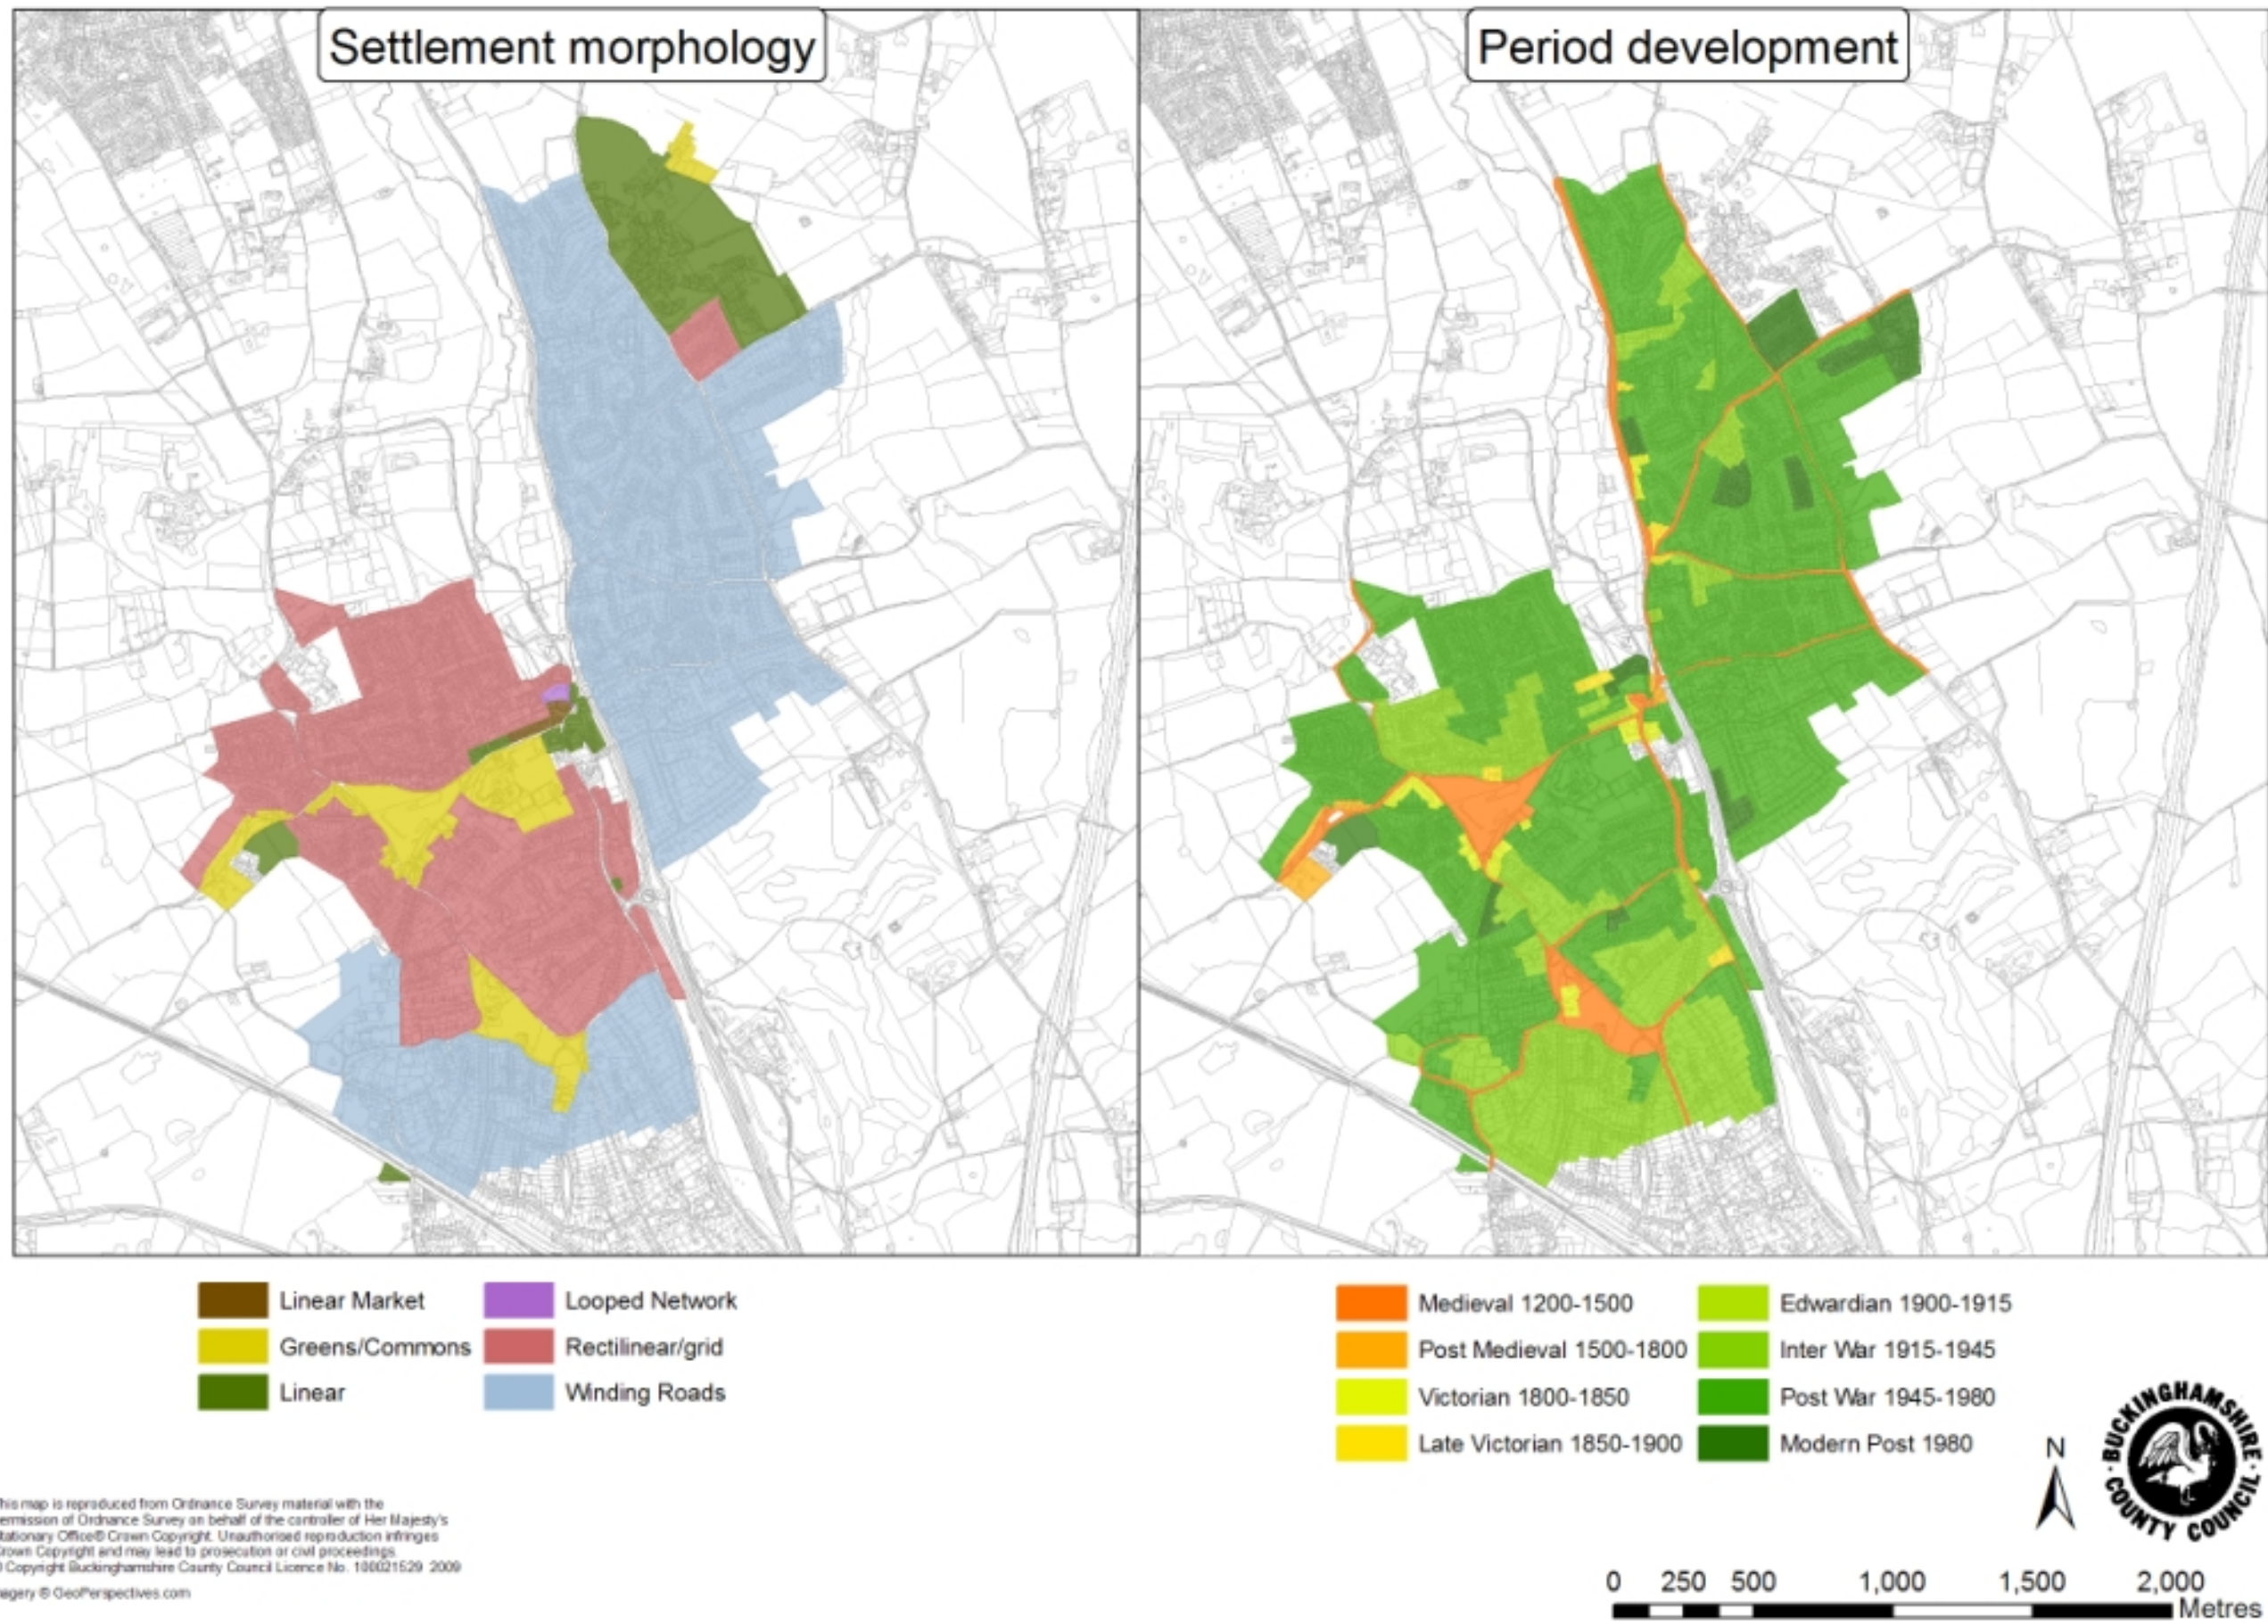 Settlement morphology
Period development
Linear Market
Greens/Commons
Linear
Looped Network
Rectilinear/grid
Winding Roads
Medieval 1200-1500
Post Medieval 1500-1800
Victorian 1800-1850
Late Victorian 1850-1900
Edwardian 1900-1915
Inter War 1915-1945
Post War 1945-1980
Modern Post 1980
N
BUCKINGHAMSHIRE
COUNTY COUNCIL
his map is reproduced from Ordnance Survey material with the
ermission of Ordnance Survey on behalf of the controller of Her Majesty's
tationary Office® Crown Copyright. Unauthorised reproduction infringes
rown Copyright and may lead to prosecution or civil proceedings.
Copyright Buckinghamshire County Council Licence No. 100021529 2009
agery © GeoPerspectives.com
0 250 500 1,000 1,500 2,000
Metres